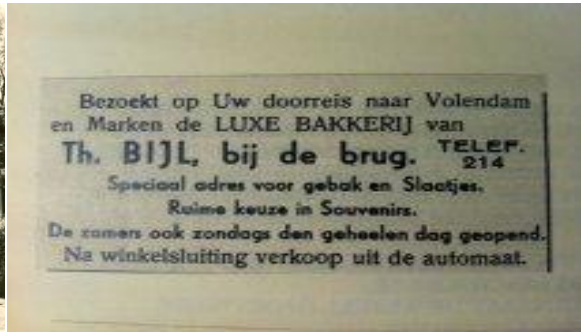 Bezoekt op Uw doorreis naar Volendam
en Marken de LUXE BAKKERIJ van
Th. BIJL, bij de brug. TELEF. 214
Speciaal adres voor gebak en Slaatjes.
Ruime keuze in Souvenirs.
De zomers ook zondags den geheelen dag geopend.
Na winkelsluiting verkoop uit de automaat.